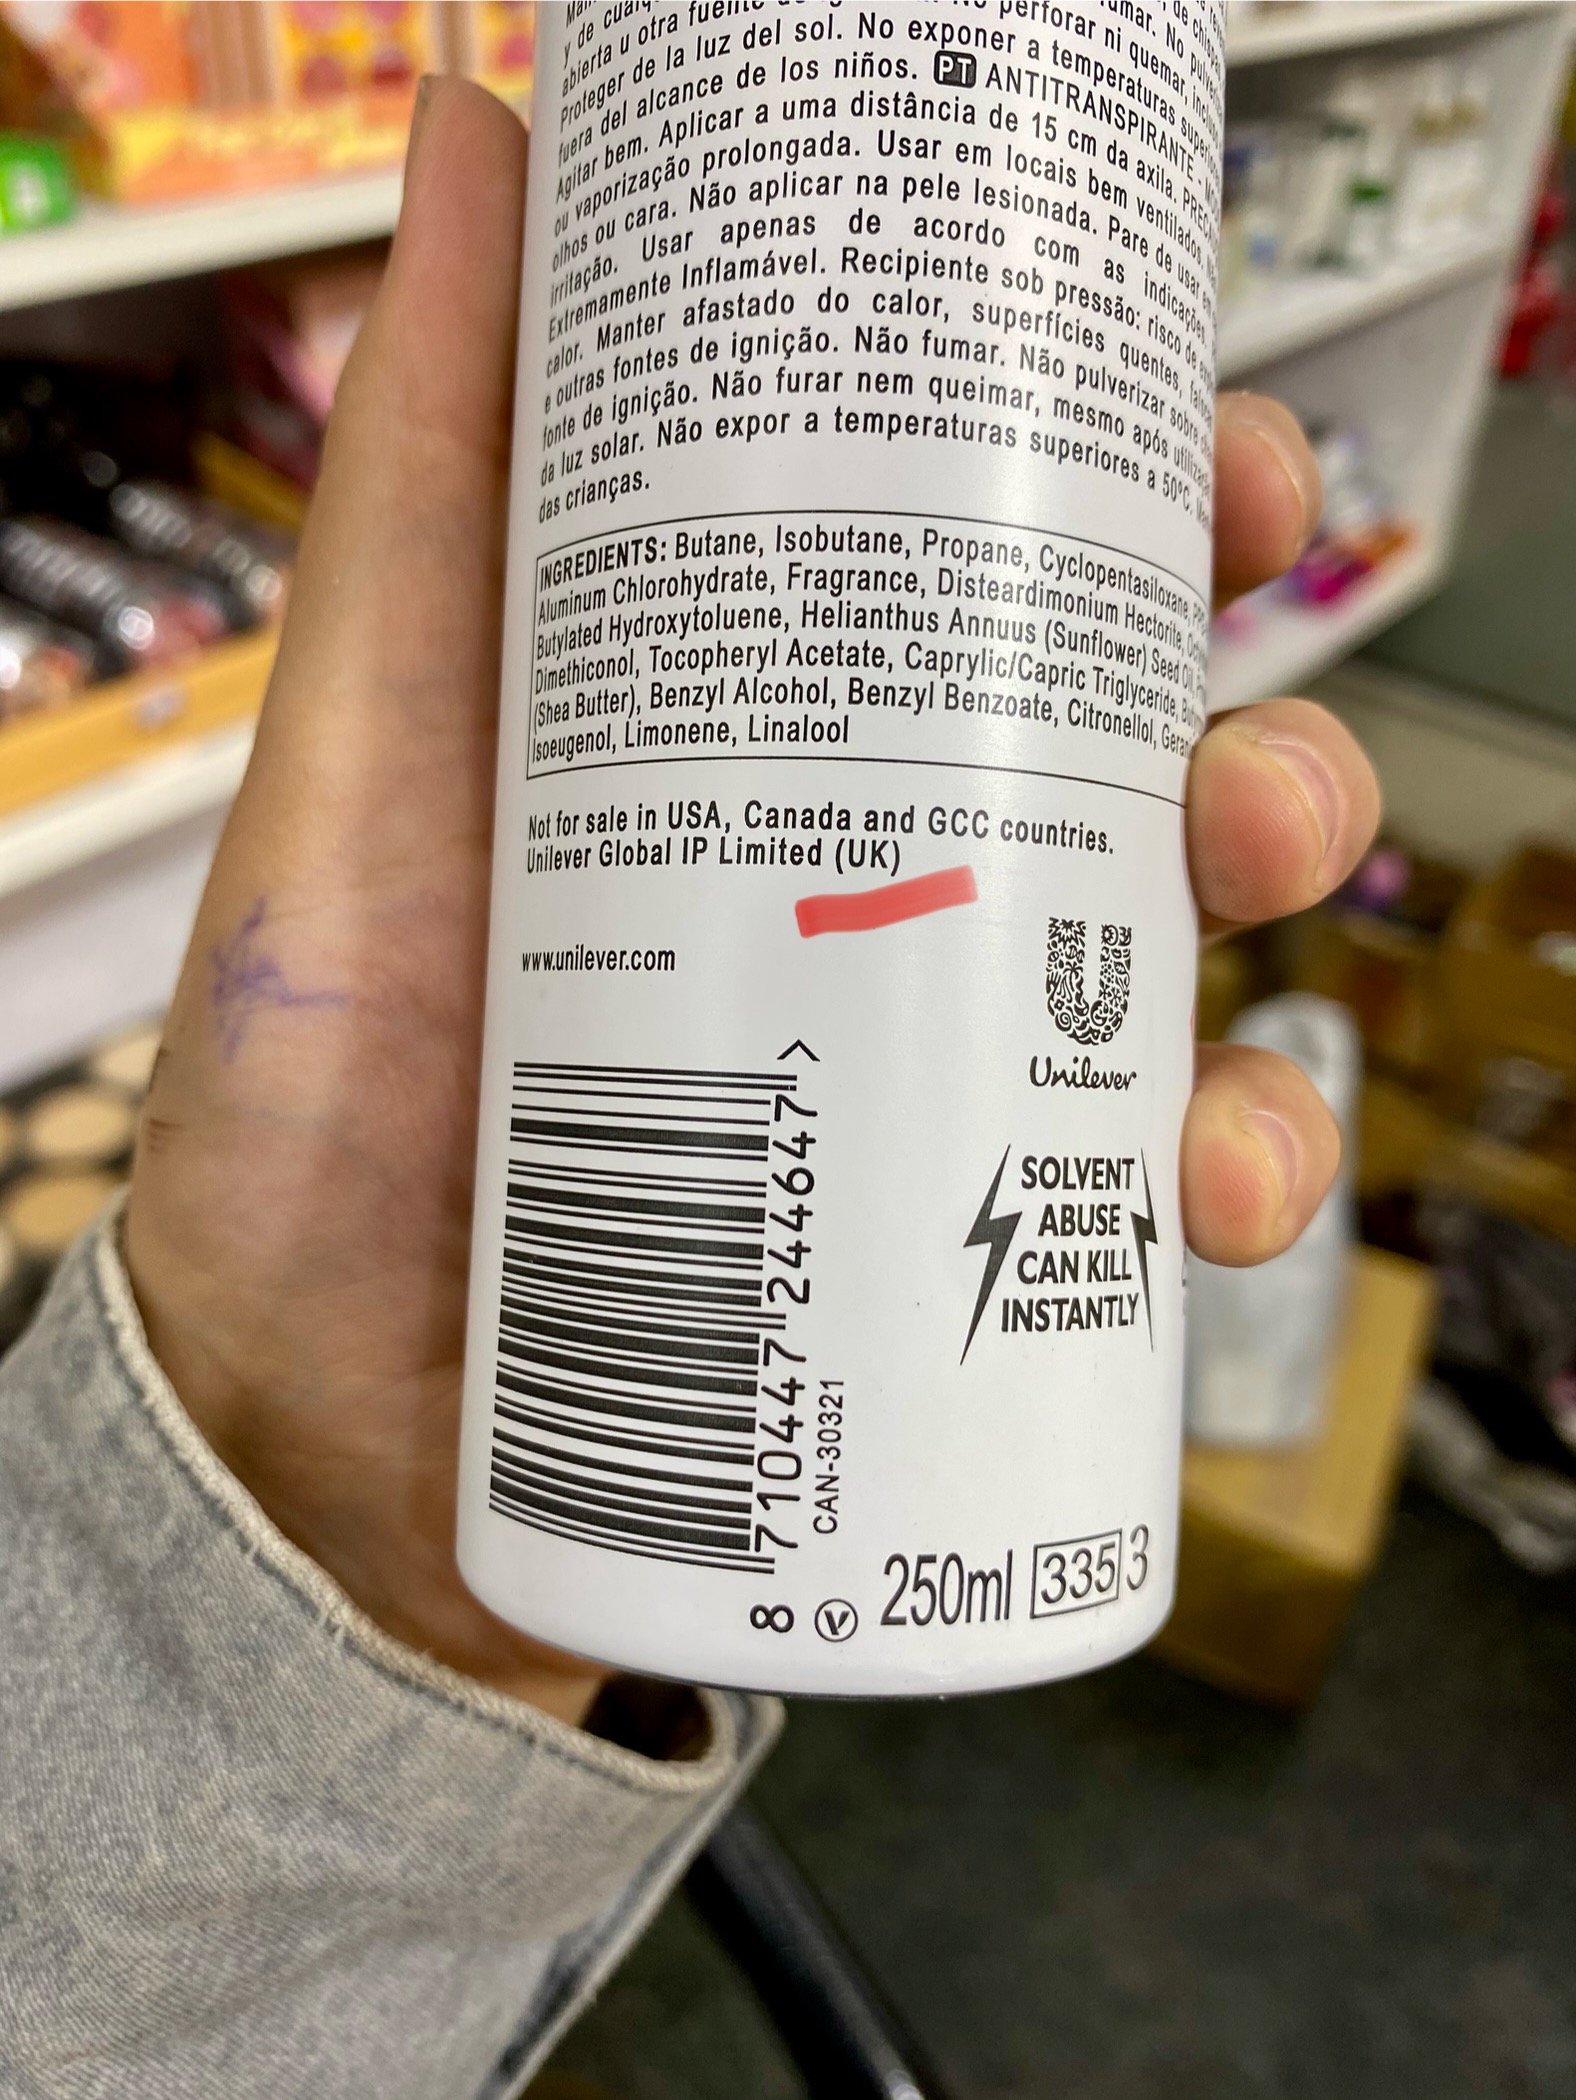 y de
abierta u otra fuente de perforar ni quemar,
Proteger de la luz del sol. No exponer a temperaturas
fuera del alcance de los niños. PT ANTITRANSPIRANTE -
Agitar bem. Aplicar a uma distância de 15 cm da axila.
ou vaporização prolongada. Usar em locais bem ventilados.
olhos ou cara. Não aplicar na pele lesionada. Pare de usar em
irritação. Usar apenas de acordo com as indicações.
Extremamente Inflamável. Recipiente sob pressão: risco de
calor. Manter afastado do calor, superfícies quentes,
e outras fontes de ignição. Não fumar. Não pulverizar sobre
fonte de ignição. Não furar nem queimar, mesmo após
da luz solar. Não expor a temperaturas superiores a 50°C.
das crianças.
INGREDIENTS: Butane, Isobutane, Propane, Cyclopentasiloxane,
Aluminum Chlorohydrate, Fragrance, Disteardimonium Hectorite,
Butylated Hydroxytoluene, Helianthus Annuus (Sunflower) Seed Oil,
Dimethiconol, Tocopheryl Acetate, Caprylic/Capric Triglyceride,
(Shea Butter), Benzyl Alcohol, Benzyl Benzoate, Citronellol,
Isoeugenol, Limonene, Linalool
Not for sale in USA, Canada and GCC countries.
Unilever Global IP Limited (UK)
www.unilever.com
Unilever
SOLVENT
ABUSE
CAN KILL
INSTANTLY
8 710447 244647 >
CAN-30321
V 250ml 335 3